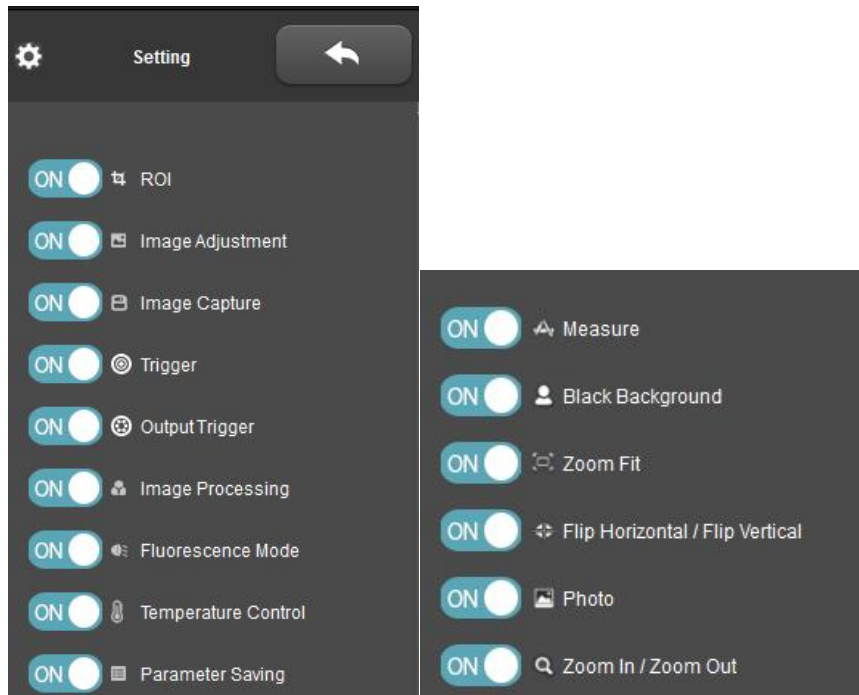 Setting
ON ROI
ON Image Adjustment
ON Image Capture
ON Trigger
ON Output Trigger
ON Image Processing
ON Fluorescence Mode
ON Temperature Control
ON Parameter Saving
ON Measure
ON Black Background
ON Zoom Fit
ON Flip Horizontal / Flip Vertical
ON Photo
ON Zoom In / Zoom Out